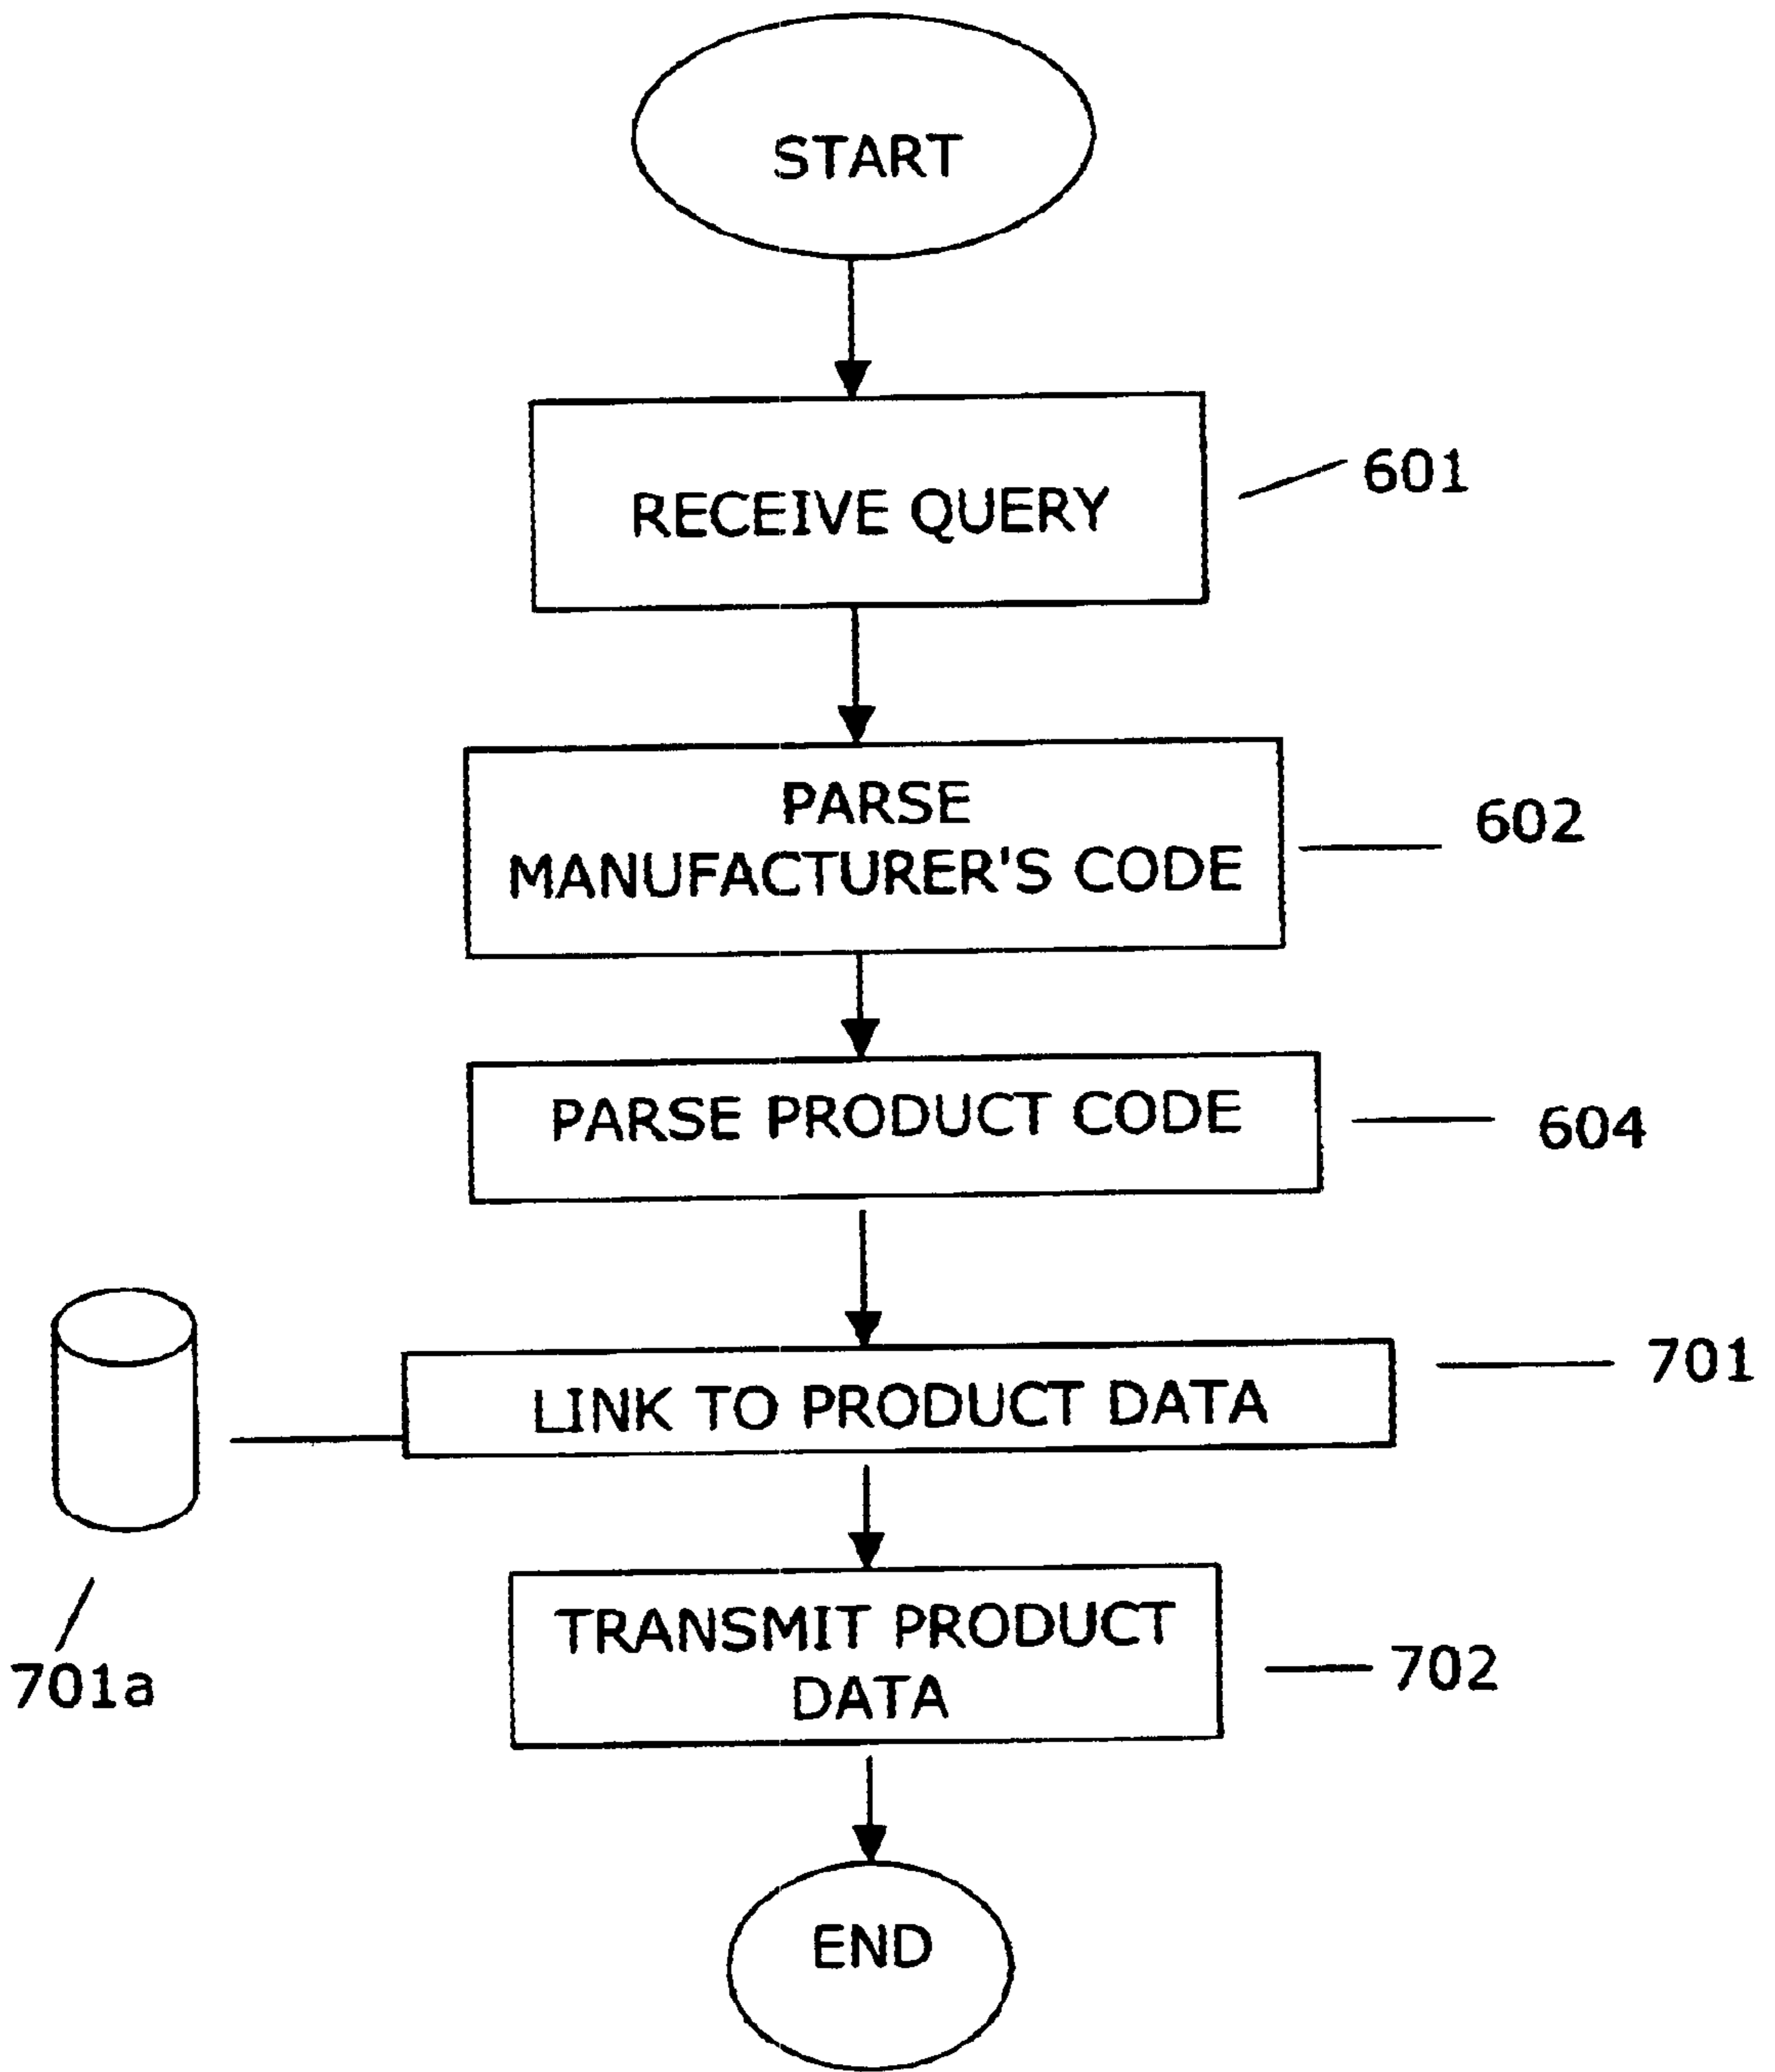 START
RECEIVE QUERY
601
PARSE
MANUFACTURER'S CODE
602
PARSE PRODUCT CODE
604
LINK TO PRODUCT DATA
701
701a
TRANSMIT PRODUCT
DATA
702
END